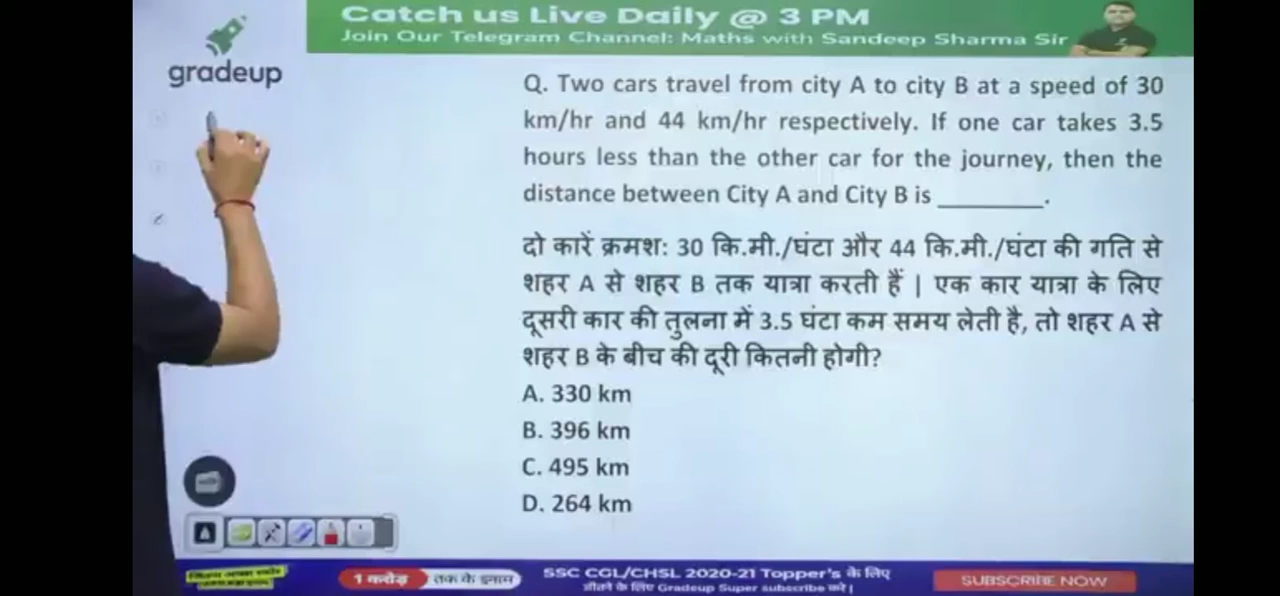 Catch us Live Daily @ 3 PM
Join Our Telegram Channel: Maths with Sandeep Sharma Sir
gradeup
Q. Two cars travel from city A to city B at a speed of 30
km/hr and 44 km/hr respectively. If one car takes 3.5
hours less than the other car for the journey, then the
distance between City A and City B is ________.
दो कारें क्रमश: 30 कि.मी./घंटा और 44 कि.मी./घंटा की गति से
शहर A से शहर B तक यात्रा करती हैं | एक कार यात्रा के लिए
दूसरी कार की तुलना में 3.5 घंटा कम समय लेती है, तो शहर A से
शहर B के बीच की दूरी कितनी होगी?
A. 330 km
B. 396 km
C. 495 km
D. 264 km
1 करोड़ तक के इनाम
SSC CGL/CHSL 2020-21 Topper's के लिए
जीतने के लिए Gradeup Super subscribe करे |
SUBSCRIBE NOW